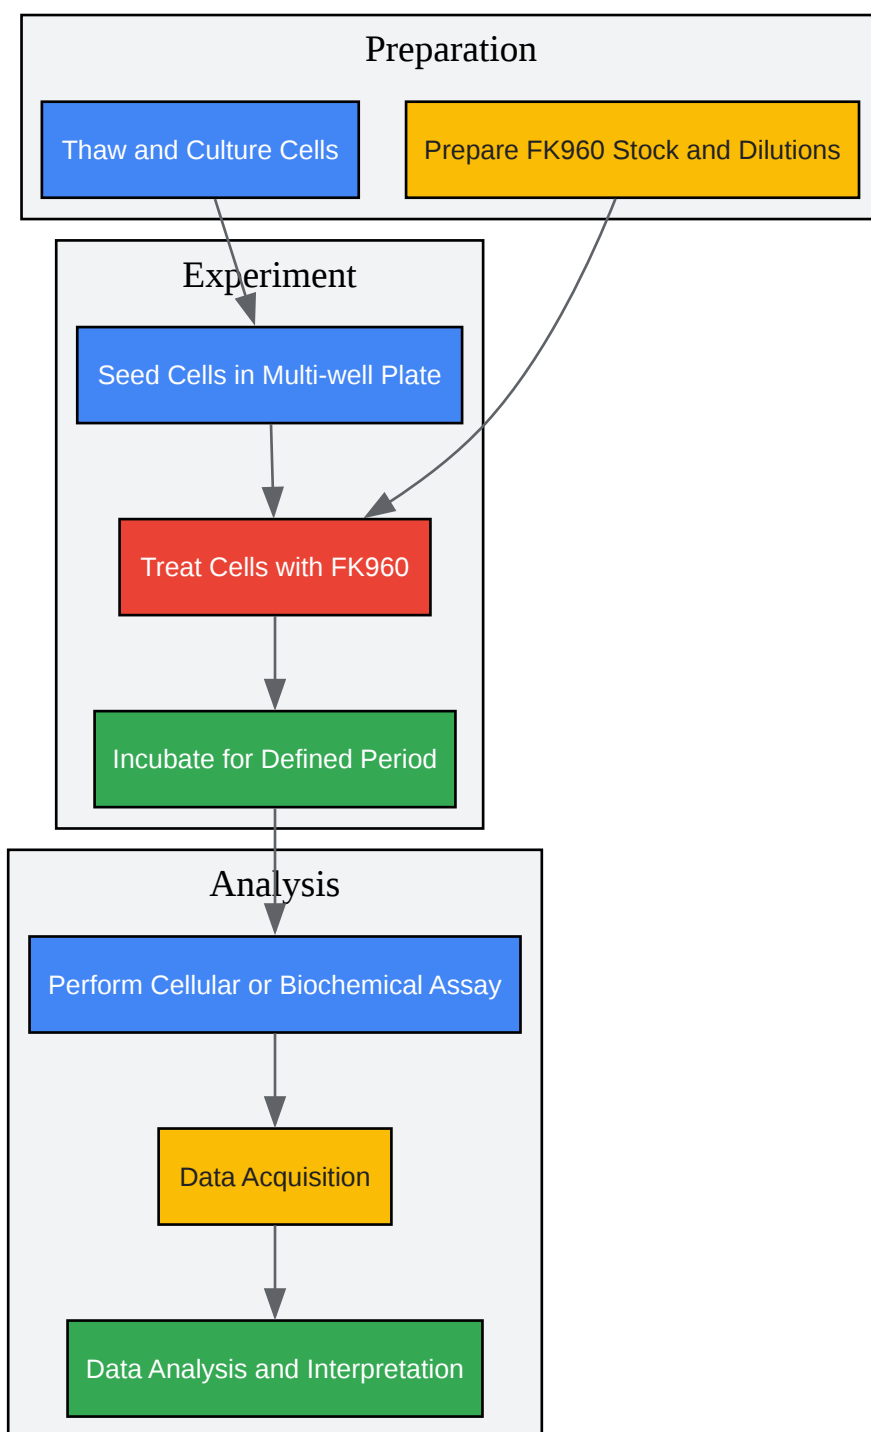 Preparation
Thaw and Culture Cells
Prepare FK960 Stock and Dilutions
Experiment
Seed Cells in Multi-well Plate
Treat Cells with FK960
Incubate for Defined Period
Analysis
Perform Cellular or Biochemical Assay
Data Acquisition
Data Analysis and Interpretation